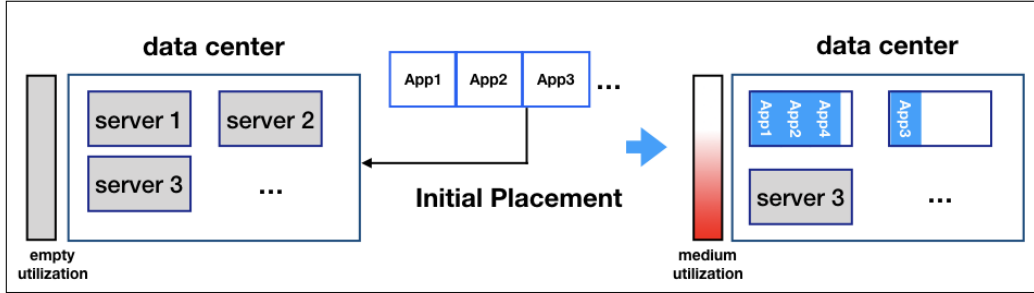 data center
server 1
server 2
server 3
...
empty
utilization
App1
App2
App3
...
Initial Placement
data center
App1
App2
App4
App3
server 3
...
medium
utilization